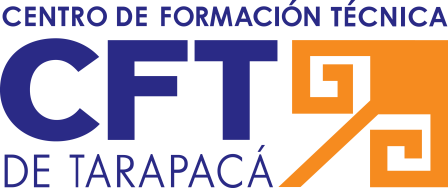 CENTRO DE FORMACIÓN TÉCNICA
CFT
DE TARAPACÁ